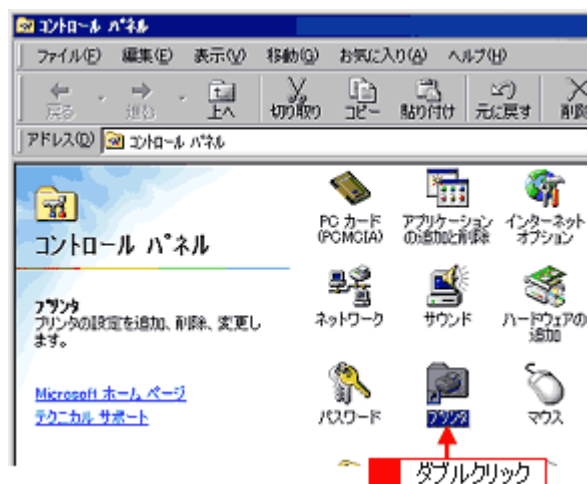 コントロール パネル
ファイル(F) 編集(E) 表示(V) 移動(G) お気に入り(A) ヘルプ(H)
戻る 進む 上へ 切り取り コピー 貼り付け 元に戻す 削除
アドレス(D) コントロール パネル
コントロール パネル
プリンタ
プリンタの設定を追加、削除、変更し
ます。
Microsoft ホーム ページ
テクニカル サポート
PC カード
(PCMCIA)
アプリケーション
の追加と削除
インターネット
オプション
ネットワーク
サウンド
ハードウェアの
追加
パスワード
プリンタ
マウス
ダブルクリック